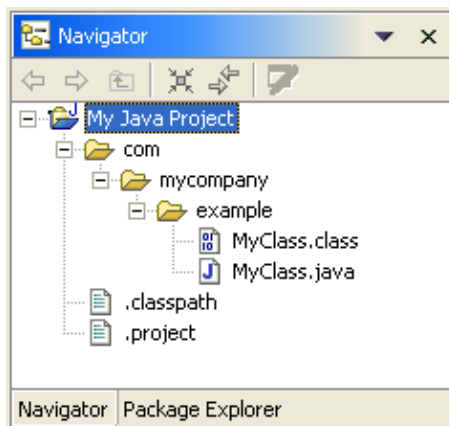 Navigator
My Java Project
com
mycompany
example
MyClass.class
MyClass.java
.classpath
.project
Navigator Package Explorer